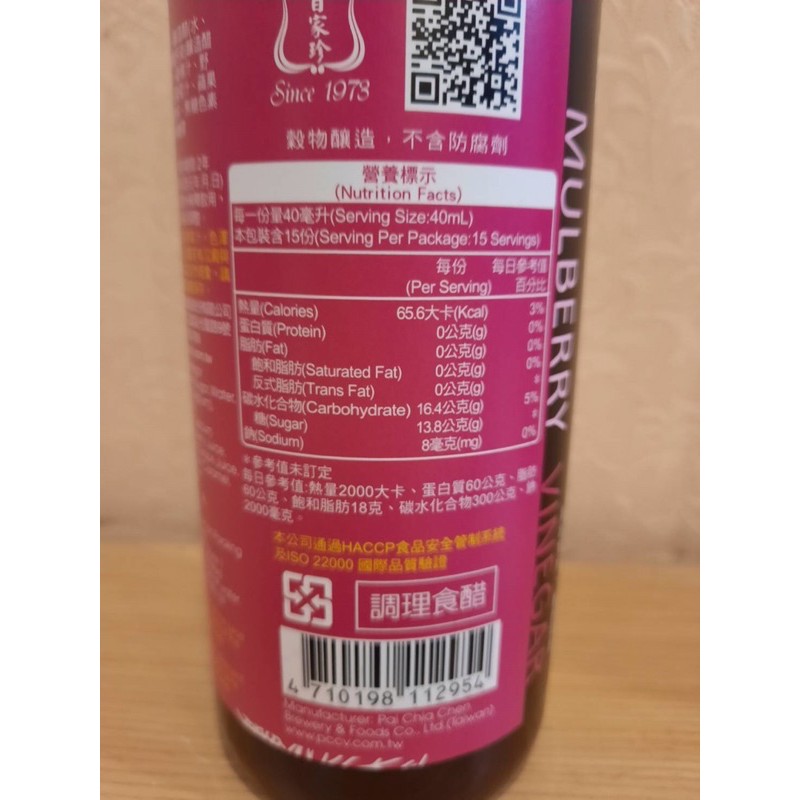 百家珍
Since 1973
穀物釀造，不含防腐劑
營養標示
(Nutrition Facts)
每一份量40毫升(Serving Size:40mL)
本包裝含15份(Serving Per Package:15 Servings)
每份 每日參考值
(Per Serving) 百分比
熱量(Calories) 65.6大卡(Kcal) 3%
蛋白質(Protein) 0公克(g) 0%
脂肪(Fat) 0公克(g) 0%
飽和脂肪(Saturated Fat) 0公克(g) 0%
反式脂肪(Trans Fat) 0公克(g) *
碳水化合物(Carbohydrate) 16.4公克(g) 5%
糖(Sugar) 13.8公克(g) *
鈉(Sodium) 8毫克(mg) 0%
*參考值未訂定
每日參考值:熱量2000大卡、蛋白質60公克、脂肪
60公克、飽和脂肪18克、碳水化合物300公克、鈉
2000毫克。
本公司通過HACCP食品安全管制系統
及ISO 22000 國際品質驗證
調理食醋
4 710198 112954
Manufacturer: Pai Chia Chen
Brewery & Foods Co., Ltd.(Taiwan)
www.pccv.com.tw
MULBERRY VINEGAR